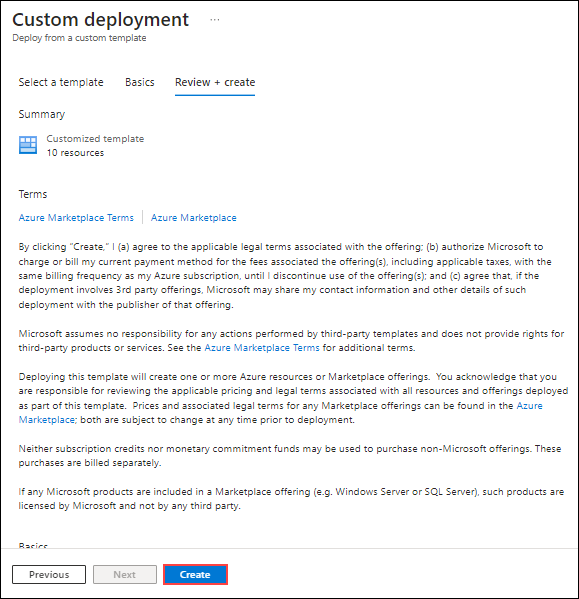 Custom deployment ...
Deploy from a custom template
Select a template Basics Review + create
Summary
Customized template
10 resources
Terms
Azure Marketplace Terms Azure Marketplace
By clicking "Create," I (a) agree to the applicable legal terms associated with the offering; (b) authorize Microsoft to
charge or bill my current payment method for the fees associated the offering(s), including applicable taxes, with
the same billing frequency as my Azure subscription, until I discontinue use of the offering(s); and (c) agree that, if the
deployment involves 3rd party offerings, Microsoft may share my contact information and other details of such
deployment with the publisher of that offering.
Microsoft assumes no responsibility for any actions performed by third-party templates and does not provide rights for
third-party products or services. See the Azure Marketplace Terms for additional terms.
Deploying this template will create one or more Azure resources or Marketplace offerings. You acknowledge that you
are responsible for reviewing the applicable pricing and legal terms associated with all resources and offerings deployed
as part of this template. Prices and associated legal terms for any Marketplace offerings can be found in the Azure
Marketplace; both are subject to change at any time prior to deployment.
Neither subscription credits nor monetary commitment funds may be used to purchase non-Microsoft offerings. These
purchases are billed separately.
If any Microsoft products are included in a Marketplace offering (e.g. Windows Server or SQL Server), such products are
licensed by Microsoft and not by any third party.
Basics
Previous Next Create